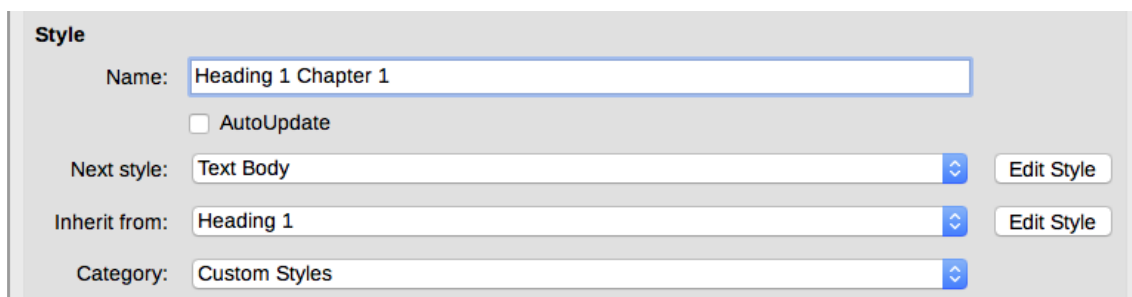 Style
Name: Heading 1 Chapter 1
AutoUpdate
Next style: Text Body Edit Style
Inherit from: Heading 1 Edit Style
Category: Custom Styles